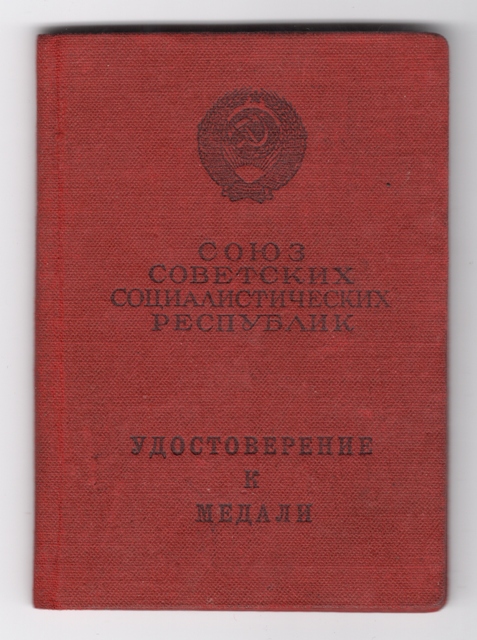 СОЮЗ
СОВЕТСКИХ
СОЦИАЛИСТИЧЕСКИХ
РЕСПУБЛИК
УДОСТОВЕРЕНИЕ
К
МЕДАЛИ